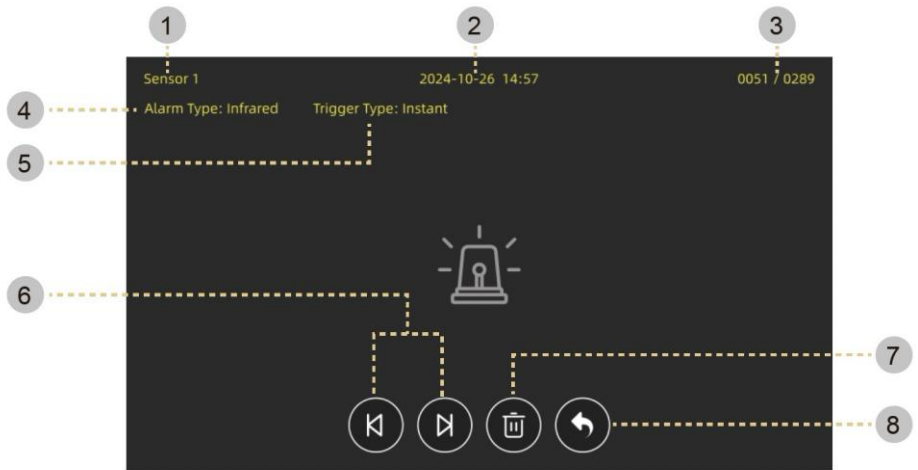 1 2 3
Sensor 1 2024-10-26 14:57 0051 / 0289
4 Alarm Type: Infrared Trigger Type: Instant
5
6
7
8